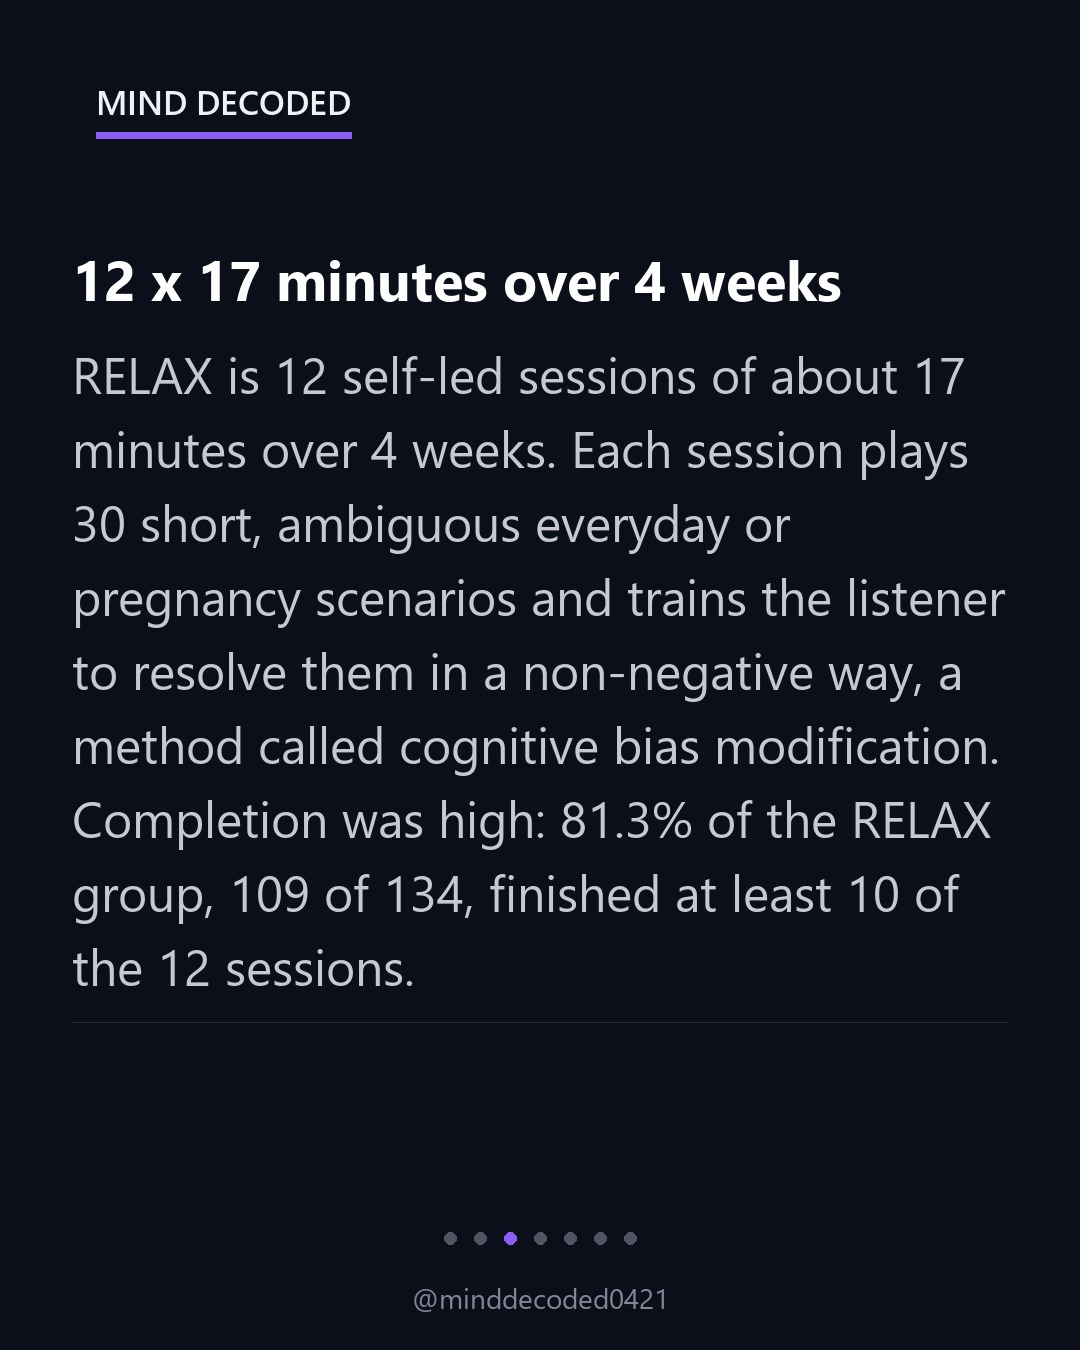 MIND DECODED
12 x 17 minutes over 4 weeks
RELAX is 12 self-led sessions of about 17
minutes over 4 weeks. Each session plays
30 short, ambiguous everyday or
pregnancy scenarios and trains the listener
to resolve them in a non-negative way, a
method called cognitive bias modification.
Completion was high: 81.3% of the RELAX
group, 109 of 134, finished at least 10 of
the 12 sessions.
@minddecoded0421